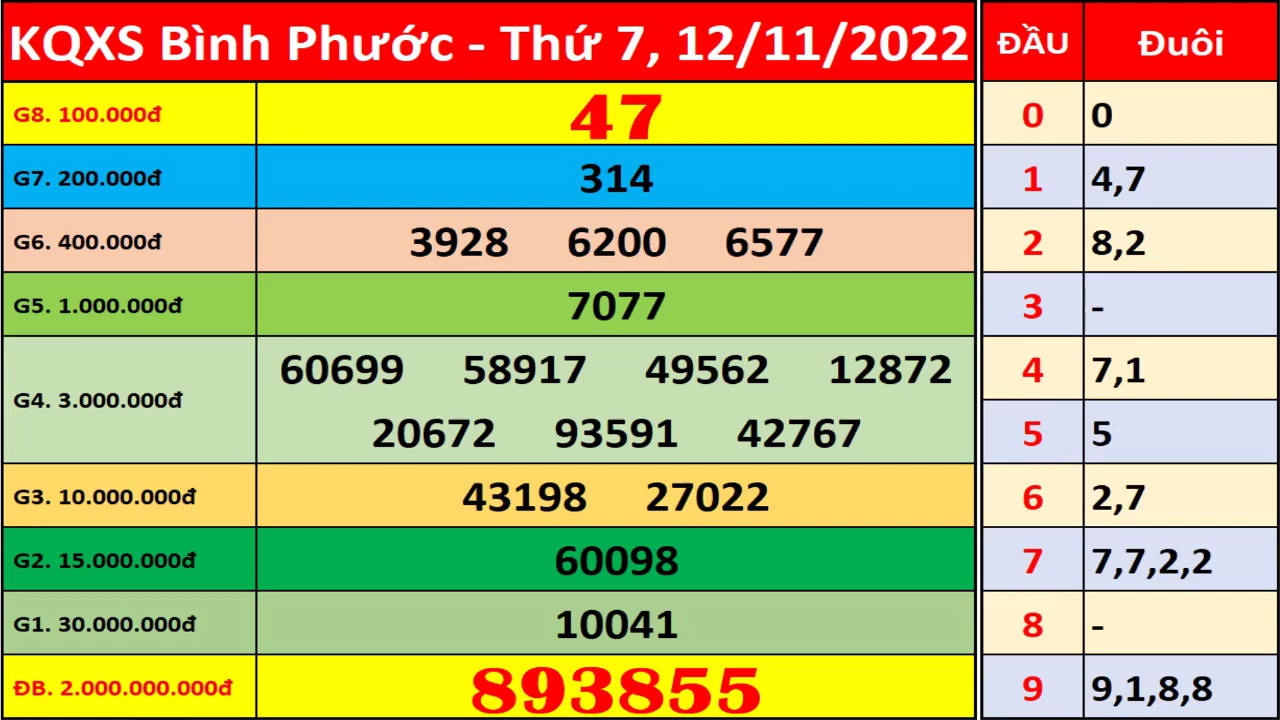 KQXS Bình Phước - Thứ 7, 12/11/2022 ĐẦU Đuôi
G8. 100.000đ 47 0 0
G7. 200.000đ 314 1 4,7
G6. 400.000đ 3928 6200 6577 2 8,2
G5. 1.000.000đ 7077 3 -
G4. 3.000.000đ 60699 58917 49562 12872 4 7,1
20672 93591 42767 5 5
G3. 10.000.000đ 43198 27022 6 2,7
G2. 15.000.000đ 60098 7 7,7,2,2
G1. 30.000.000đ 10041 8 -
ĐB. 2.000.000.000đ 893855 9 9,1,8,8